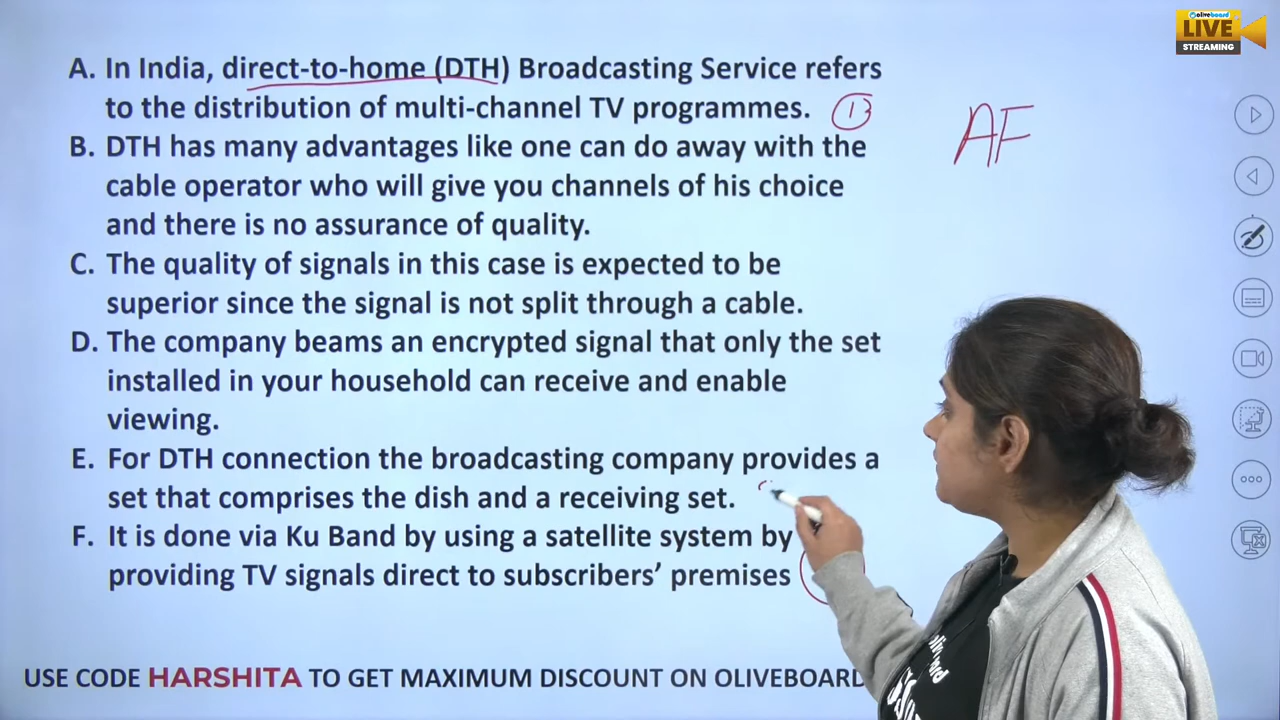 oliveboard
LIVE
STREAMING
A. In India, direct-to-home (DTH) Broadcasting Service refers
to the distribution of multi-channel TV programmes. 1
AF
B. DTH has many advantages like one can do away with the
cable operator who will give you channels of his choice
and there is no assurance of quality.
C. The quality of signals in this case is expected to be
superior since the signal is not split through a cable.
D. The company beams an encrypted signal that only the set
installed in your household can receive and enable
viewing.
E. For DTH connection the broadcasting company provides a
set that comprises the dish and a receiving set.
F. It is done via Ku Band by using a satellite system by
providing TV signals direct to subscribers’ premises
USE CODE HARSHITA TO GET MAXIMUM DISCOUNT ON OLIVEBOARD